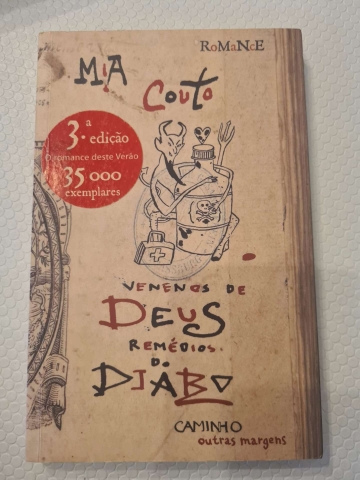 RoMaNcE
MiA
Couto
3.ª edição
O romance deste Verão
35 000
exemplares
VENENOS DE
DEUS
REMÉDIOS
DO
DIABO
CAMINHO
outras margens